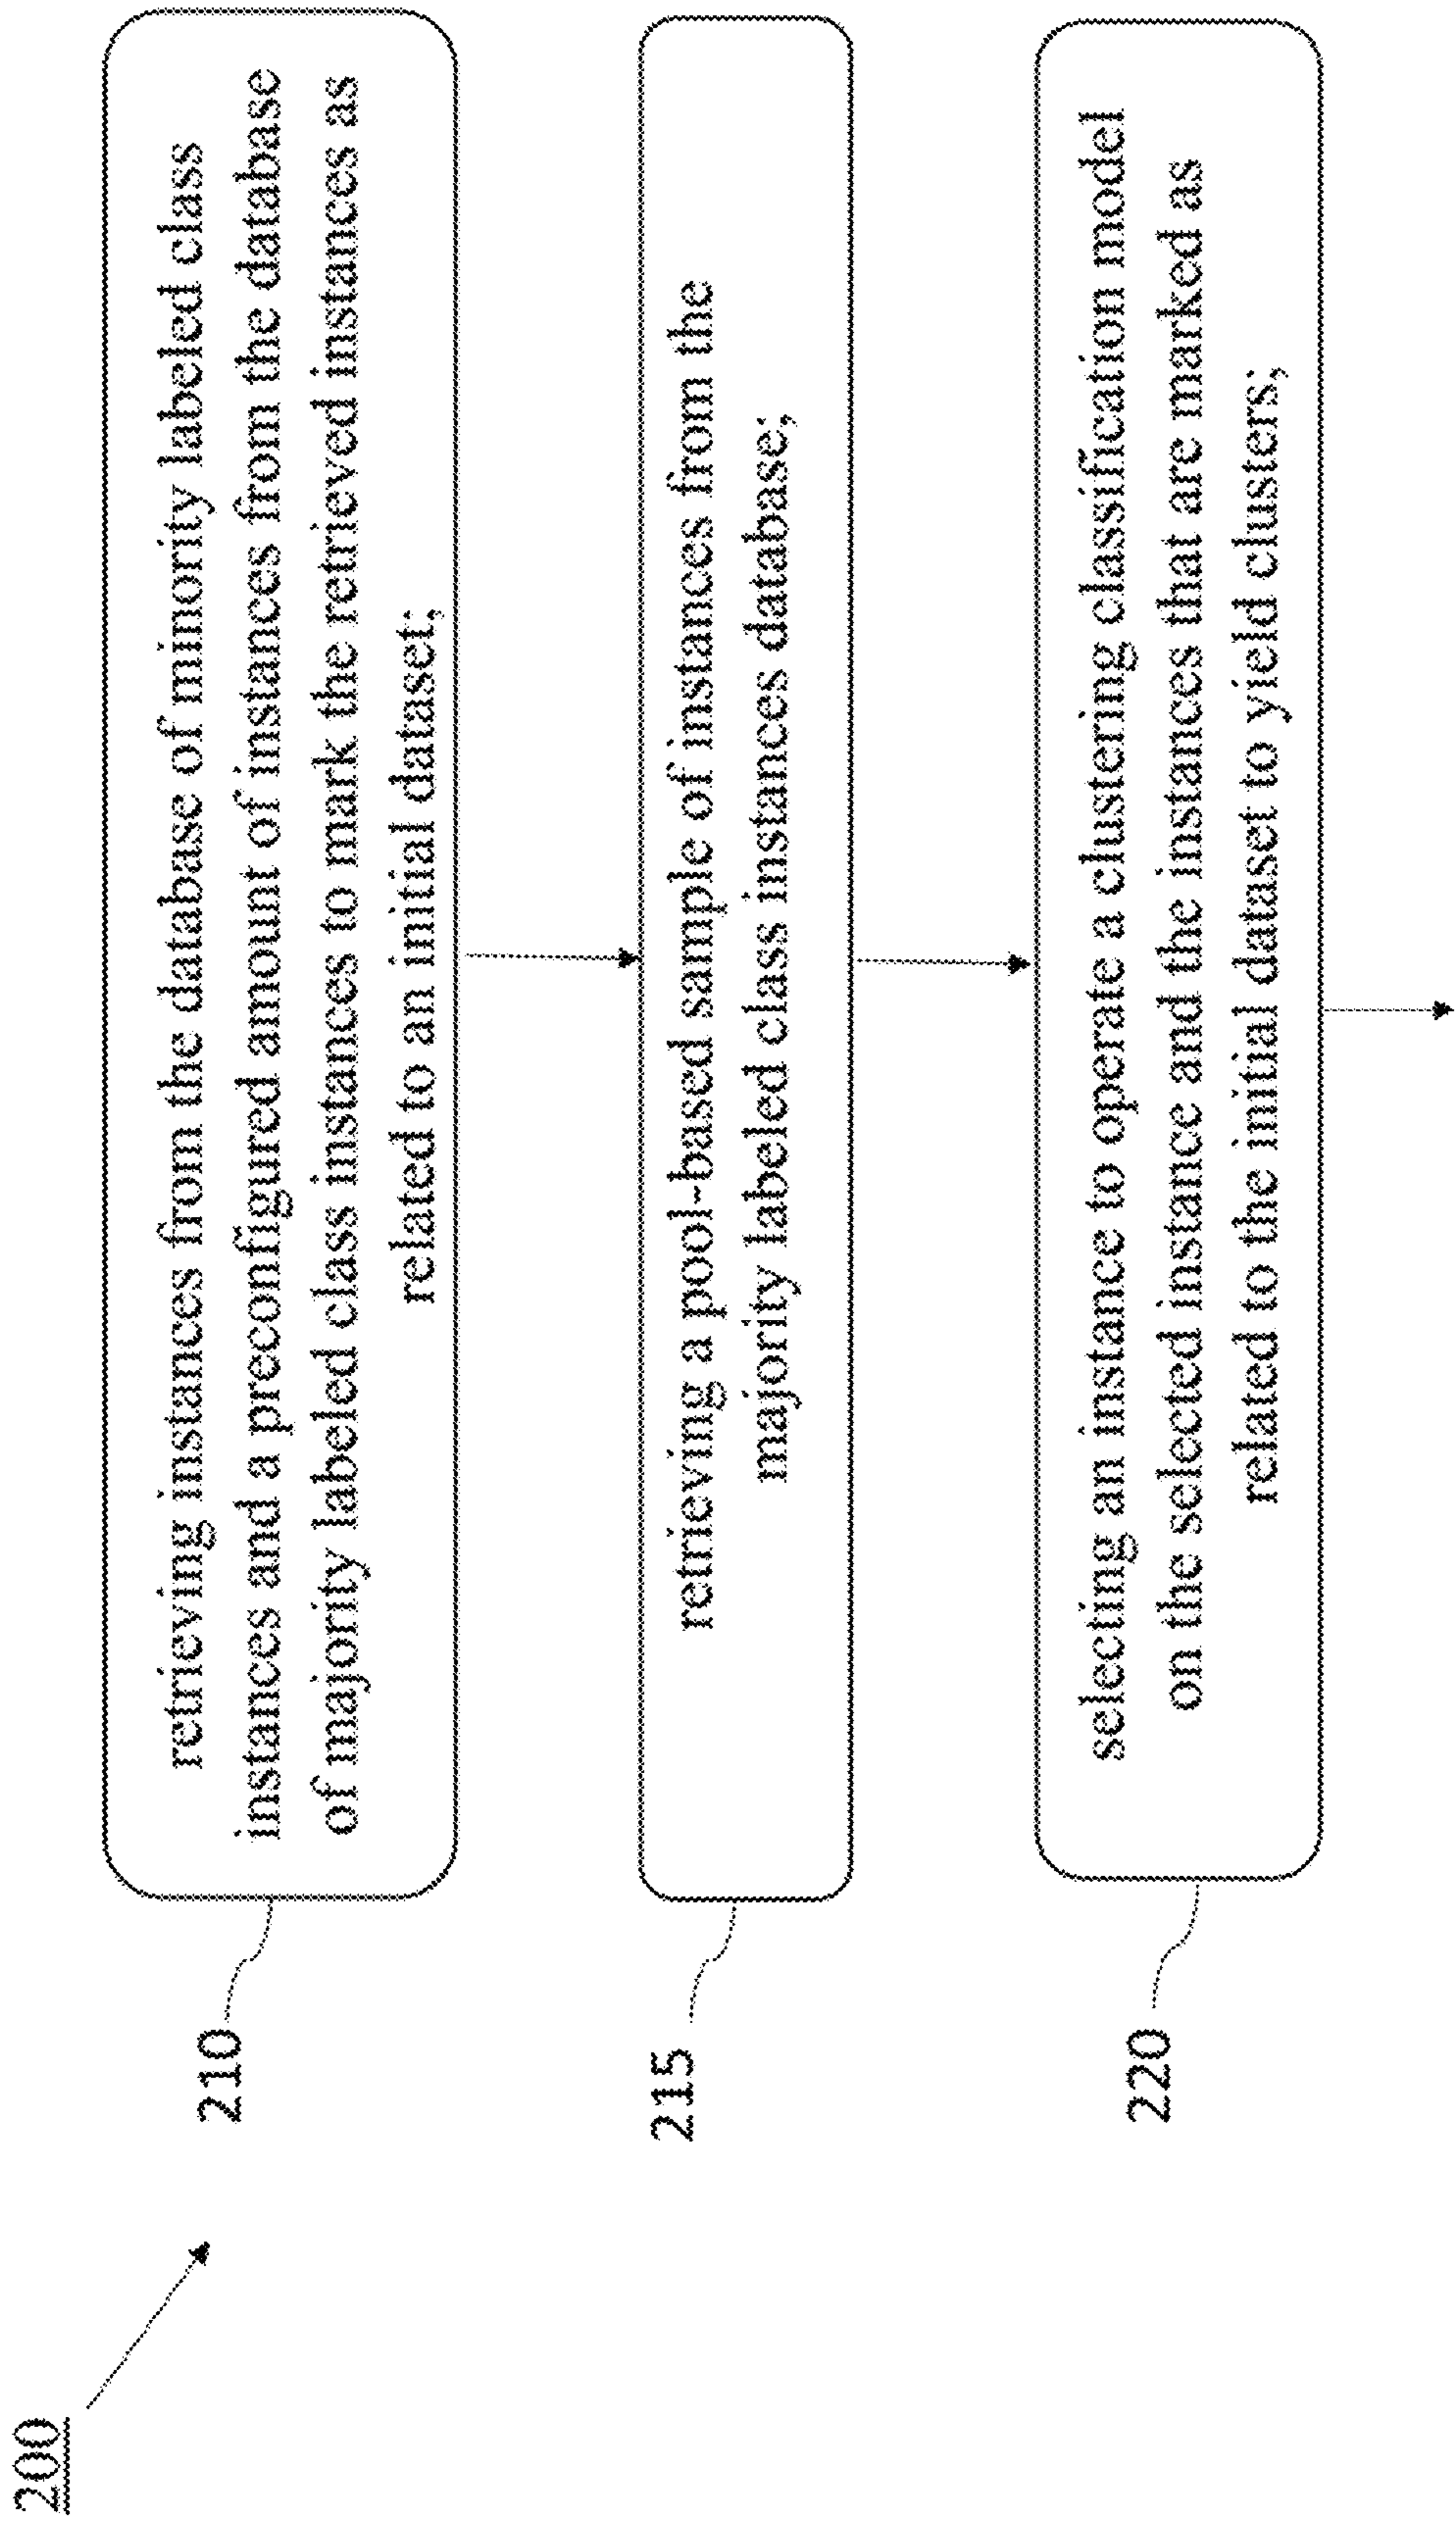 200
210
retrieving instances from the database of minority labeled class
instances and a preconfigured amount of instances from the database
of majority labeled class instances to mark the retrieved instances as
related to an initial dataset;
215
retrieving a pool-based sample of instances from the
majority labeled class instances database;
220
selecting an instance to operate a clustering classification model
on the selected instance and the instances that are marked as
related to the initial dataset to yield clusters;